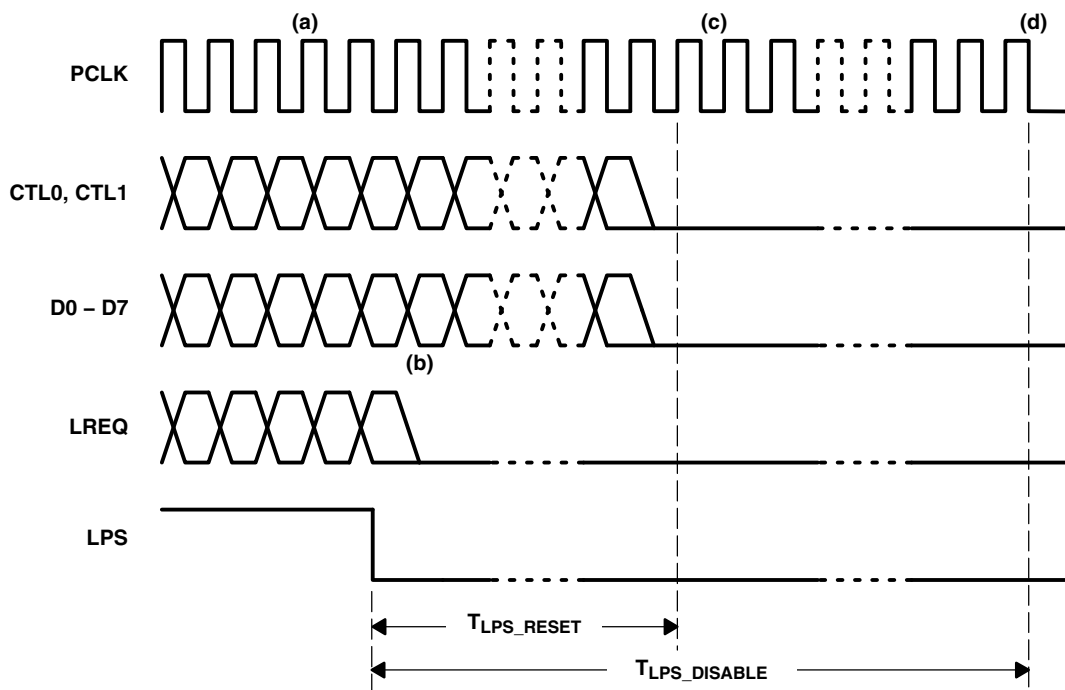 (a) (c) (d)
PCLK
CTL0, CTL1
D0 – D7
(b)
LREQ
LPS
TLPS_RESET
TLPS_DISABLE